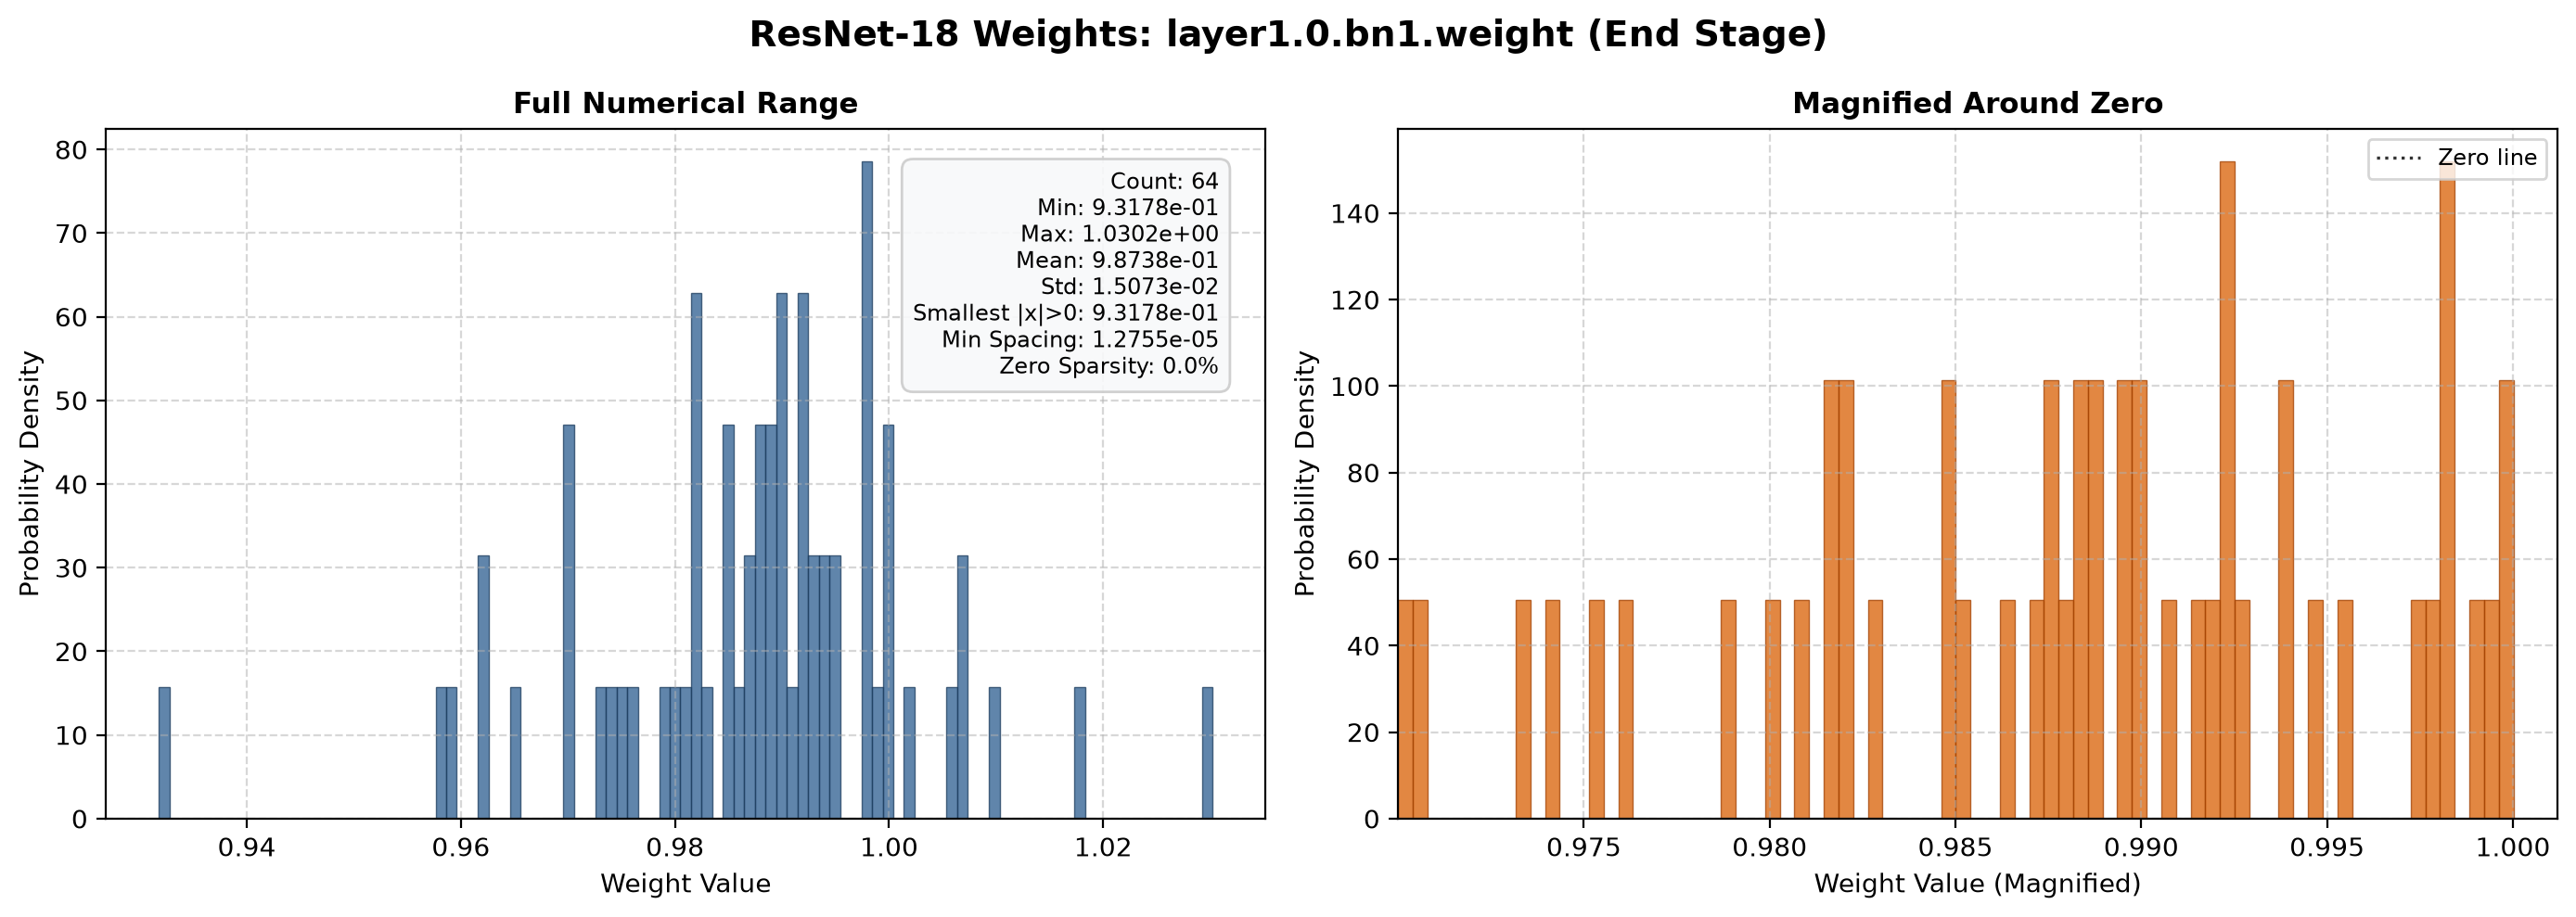 ResNet-18 Weights: layer1.0.bn1.weight (End Stage)
Full Numerical Range
80
70
60
50
40
30
20
10
0
Probability Density
Count: 64
Min: 9.3178e-01
Max: 1.0302e+00
Mean: 9.8738e-01
Std: 1.5073e-02
Smallest |x|>0: 9.3178e-01
Min Spacing: 1.2755e-05
Zero Sparsity: 0.0%
0.94 0.96 0.98 1.00 1.02
Weight Value
Magnified Around Zero
Zero line
140
120
100
80
60
40
20
0
Probability Density
0.975 0.980 0.985 0.990 0.995 1.000
Weight Value (Magnified)